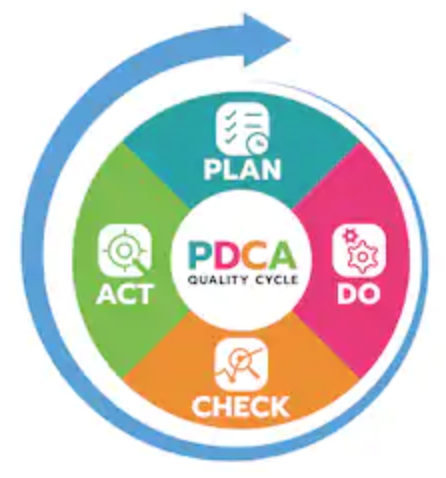 PLAN
PDCA
QUALITY CYCLE
ACT
DO
CHECK